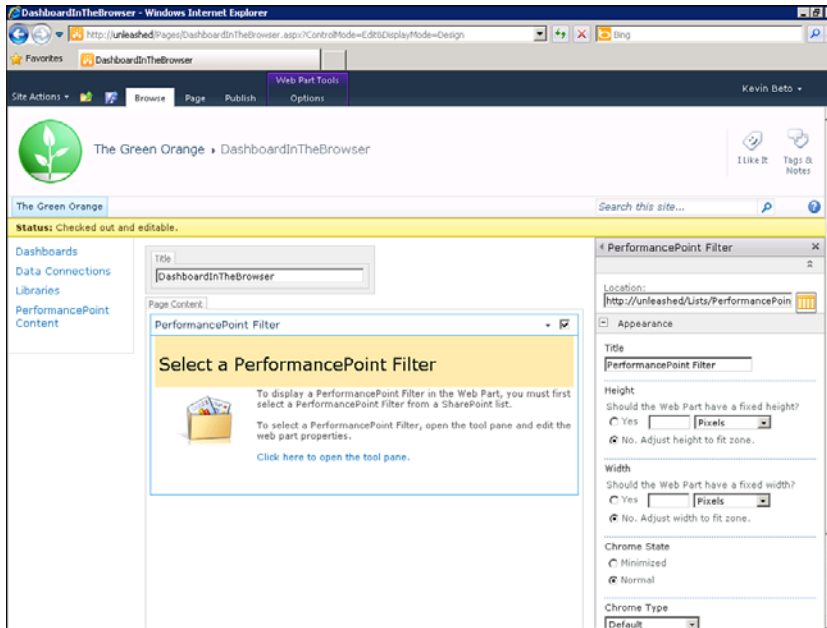 DashboardInTheBrowser - Windows Internet Explorer
http://unleashed/Pages/DashboardInTheBrowser.aspx?ControlMode=Edit&DisplayMode=Design
Bing
Favorites
DashboardInTheBrowser
Web Part Tools
Site Actions
Browse
Page
Publish
Options
Kevin Beto
The Green Orange
DashboardInTheBrowser
I Like It
Tags &
Notes
The Green Orange
Search this site...
Status: Checked out and editable.
Dashboards
Data Connections
Libraries
PerformancePoint
Content
Title
DashboardInTheBrowser
Page Content
PerformancePoint Filter
Select a PerformancePoint Filter
To display a PerformancePoint Filter in the Web Part, you must first
select a PerformancePoint Filter from a SharePoint list.
To select a PerformancePoint Filter, open the tool pane and edit the
web part properties.
Click here to open the tool pane.
PerformancePoint Filter
Location:
http://unleashed/Lists/PerformancePoin
Appearance
Title
PerformancePoint Filter
Height
Should the Web Part have a fixed height?
Yes
Pixels
No. Adjust height to fit zone.
Width
Should the Web Part have a fixed width?
Yes
Pixels
No. Adjust width to fit zone.
Chrome State
Minimized
Normal
Chrome Type
Default